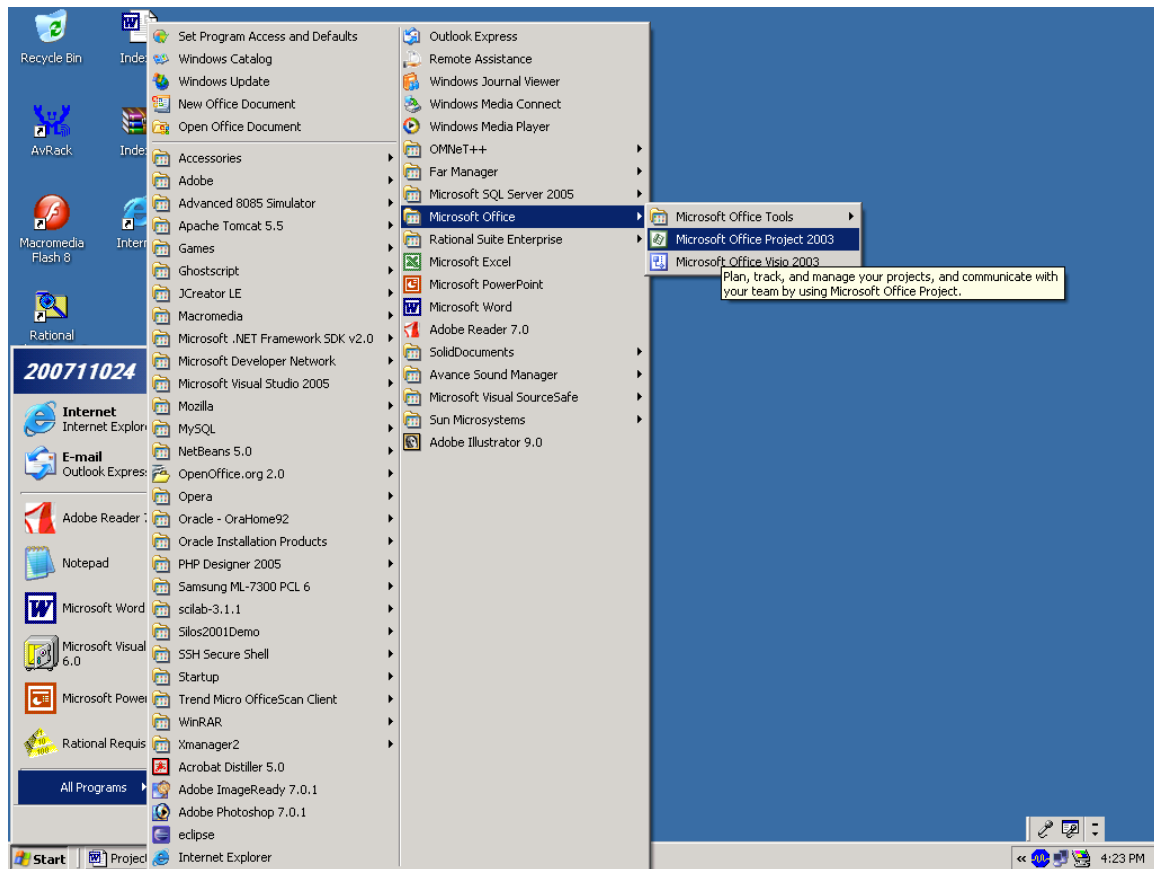 Recycle Bin
AvRack
Macromedia
Flash 8
Rational
200711024
Internet
E-mail
Adobe Reader
Notepad
Microsoft Word
Microsoft Visual
6.0
All Programs
Start
Set Program Access and Defaults
Windows Catalog
Windows Update
New Office Document
Open Office Document
Accessories
Adobe
Advanced 8085 Simulator
Apache Tomcat 5.5
Games
Ghostscript
JCreator LE
Macromedia
Microsoft .NET Framework SDK v2.0
Microsoft Developer Network
Microsoft Visual Studio 2005
Mozilla
MySQL
NetBeans 5.0
OpenOffice.org 2.0
Opera
Oracle - OraHome92
Oracle Installation Products
PHP Designer 2005
Samsung ML-7300 PCL 6
scilab-3.1.1
Silos2001Demo
SSH Secure Shell
Startup
Trend Micro OfficeScan Client
WinRAR
Xmanager2
Acrobat Distiller 5.0
Adobe ImageReady 7.0.1
Adobe Photoshop 7.0.1
eclipse
Internet Explorer
Outlook Express
Remote Assistance
Windows Journal Viewer
Windows Media Connect
Windows Media Player
OMNeT++
Far Manager
Microsoft SQL Server 2005
Microsoft Office
Rational Suite Enterprise
Microsoft Excel
Microsoft PowerPoint
Microsoft Word
Adobe Reader 7.0
SolidDocuments
Avance Sound Manager
Microsoft Visual SourceSafe
Sun Microsystems
Adobe Illustrator 9.0
Microsoft Office Tools
Microsoft Office Project 2003
Microsoft Office Visio 2003
Plan, track, and manage your projects, and communicate with
your team by using Microsoft Office Project.
4:23 PM